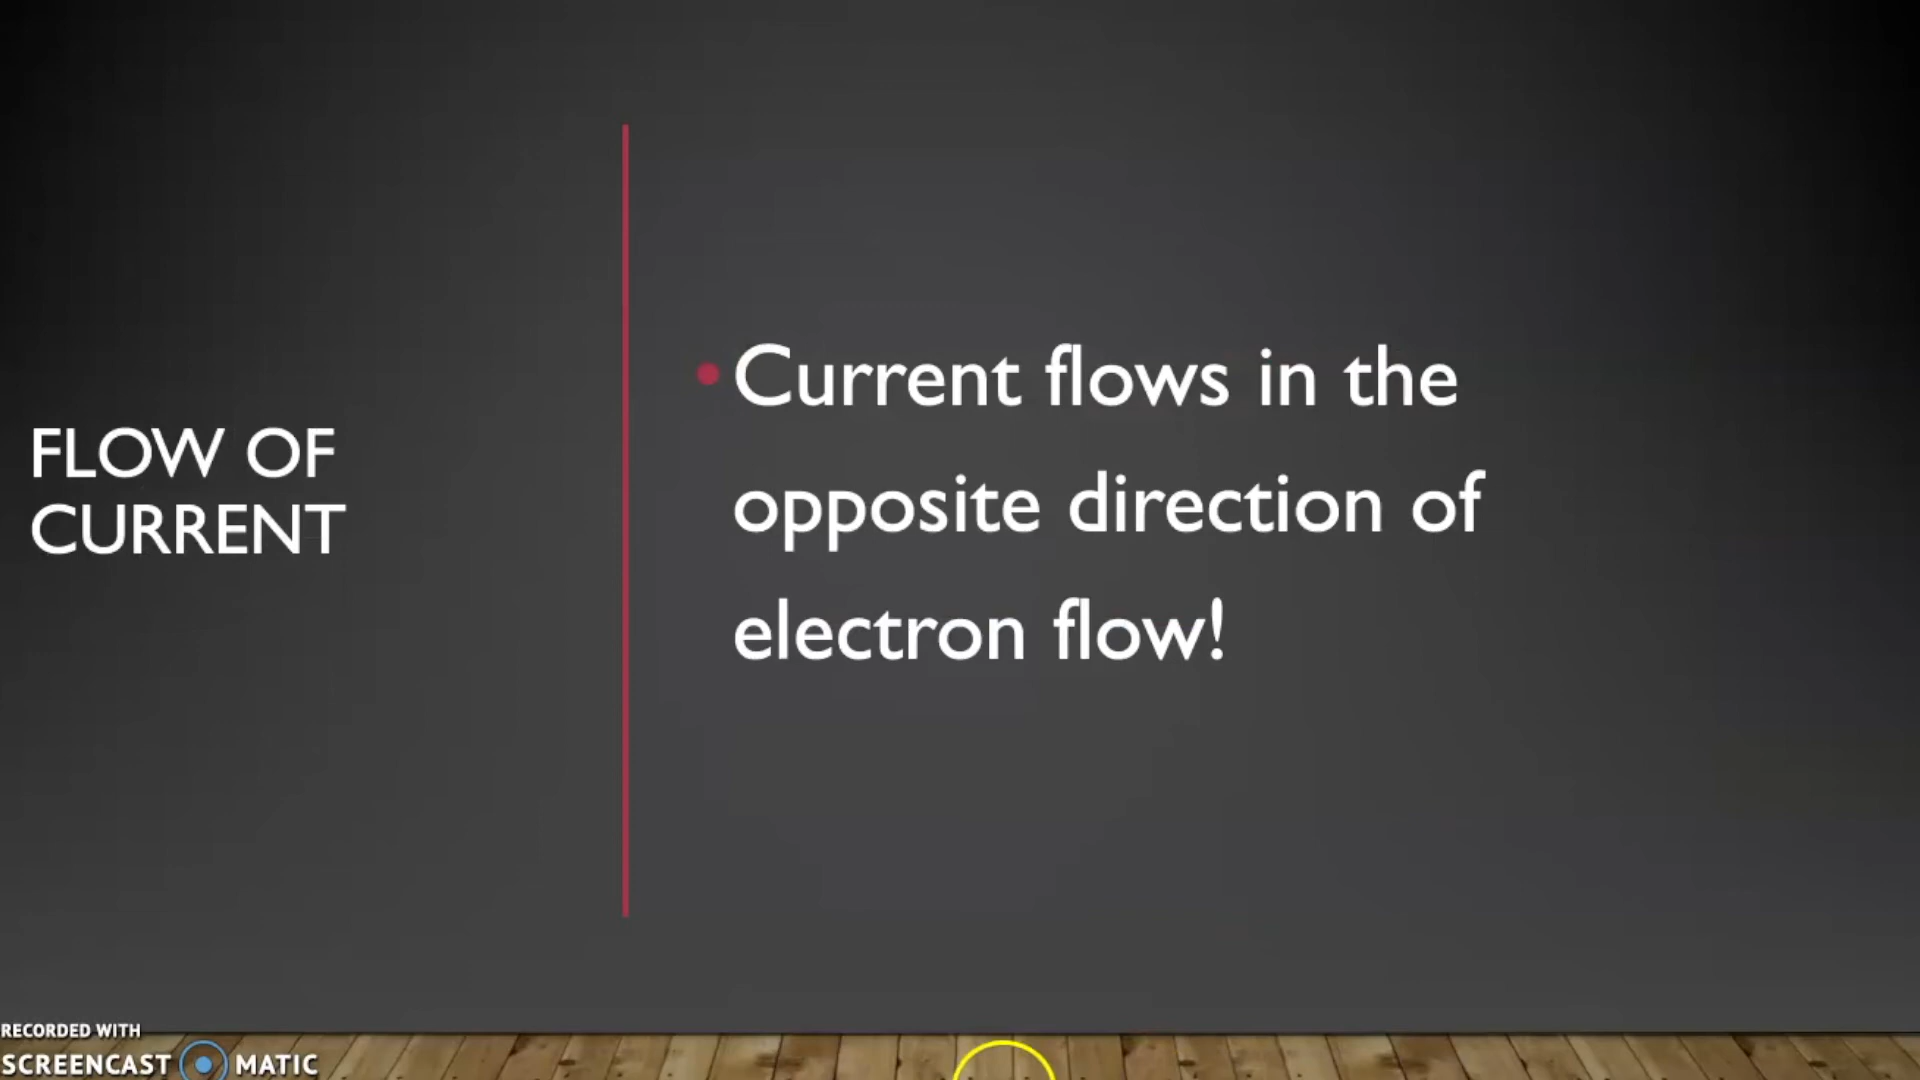 FLOW OF
CURRENT
• Current flows in the
opposite direction of
electron flow!
RECORDED WITH
SCREENCAST MATIC